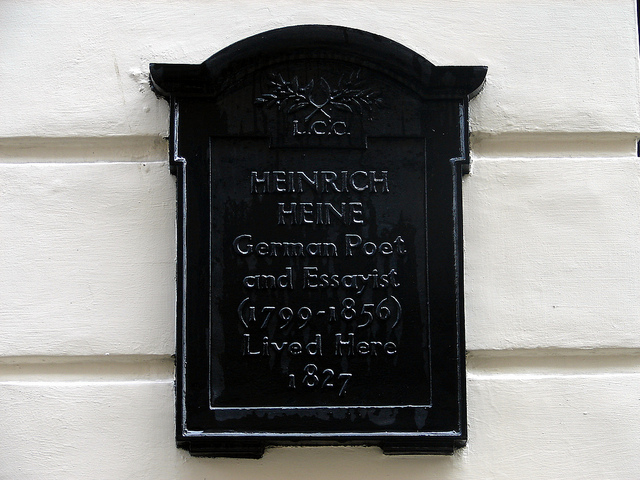 L.C.C.
HEINRICH
HEINE
German Poet
and Essayist
(1799-1856)
Lived Here
1827